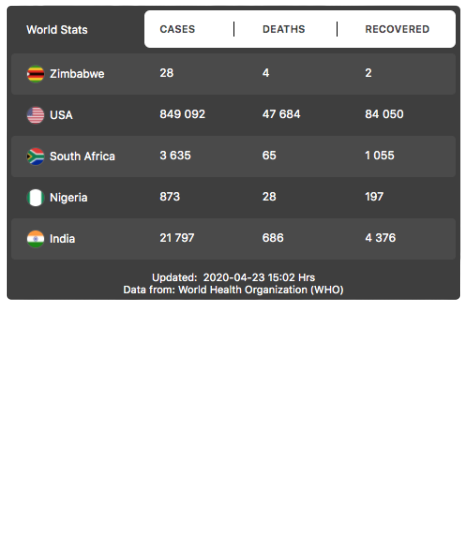 World Stats CASES | DEATHS | RECOVERED
Zimbabwe 28 4 2
USA 849 092 47 684 84 050
South Africa 3 635 65 1 055
Nigeria 873 28 197
India 21 797 686 4 376
Updated: 2020-04-23 15:02 Hrs
Data from: World Health Organization (WHO)